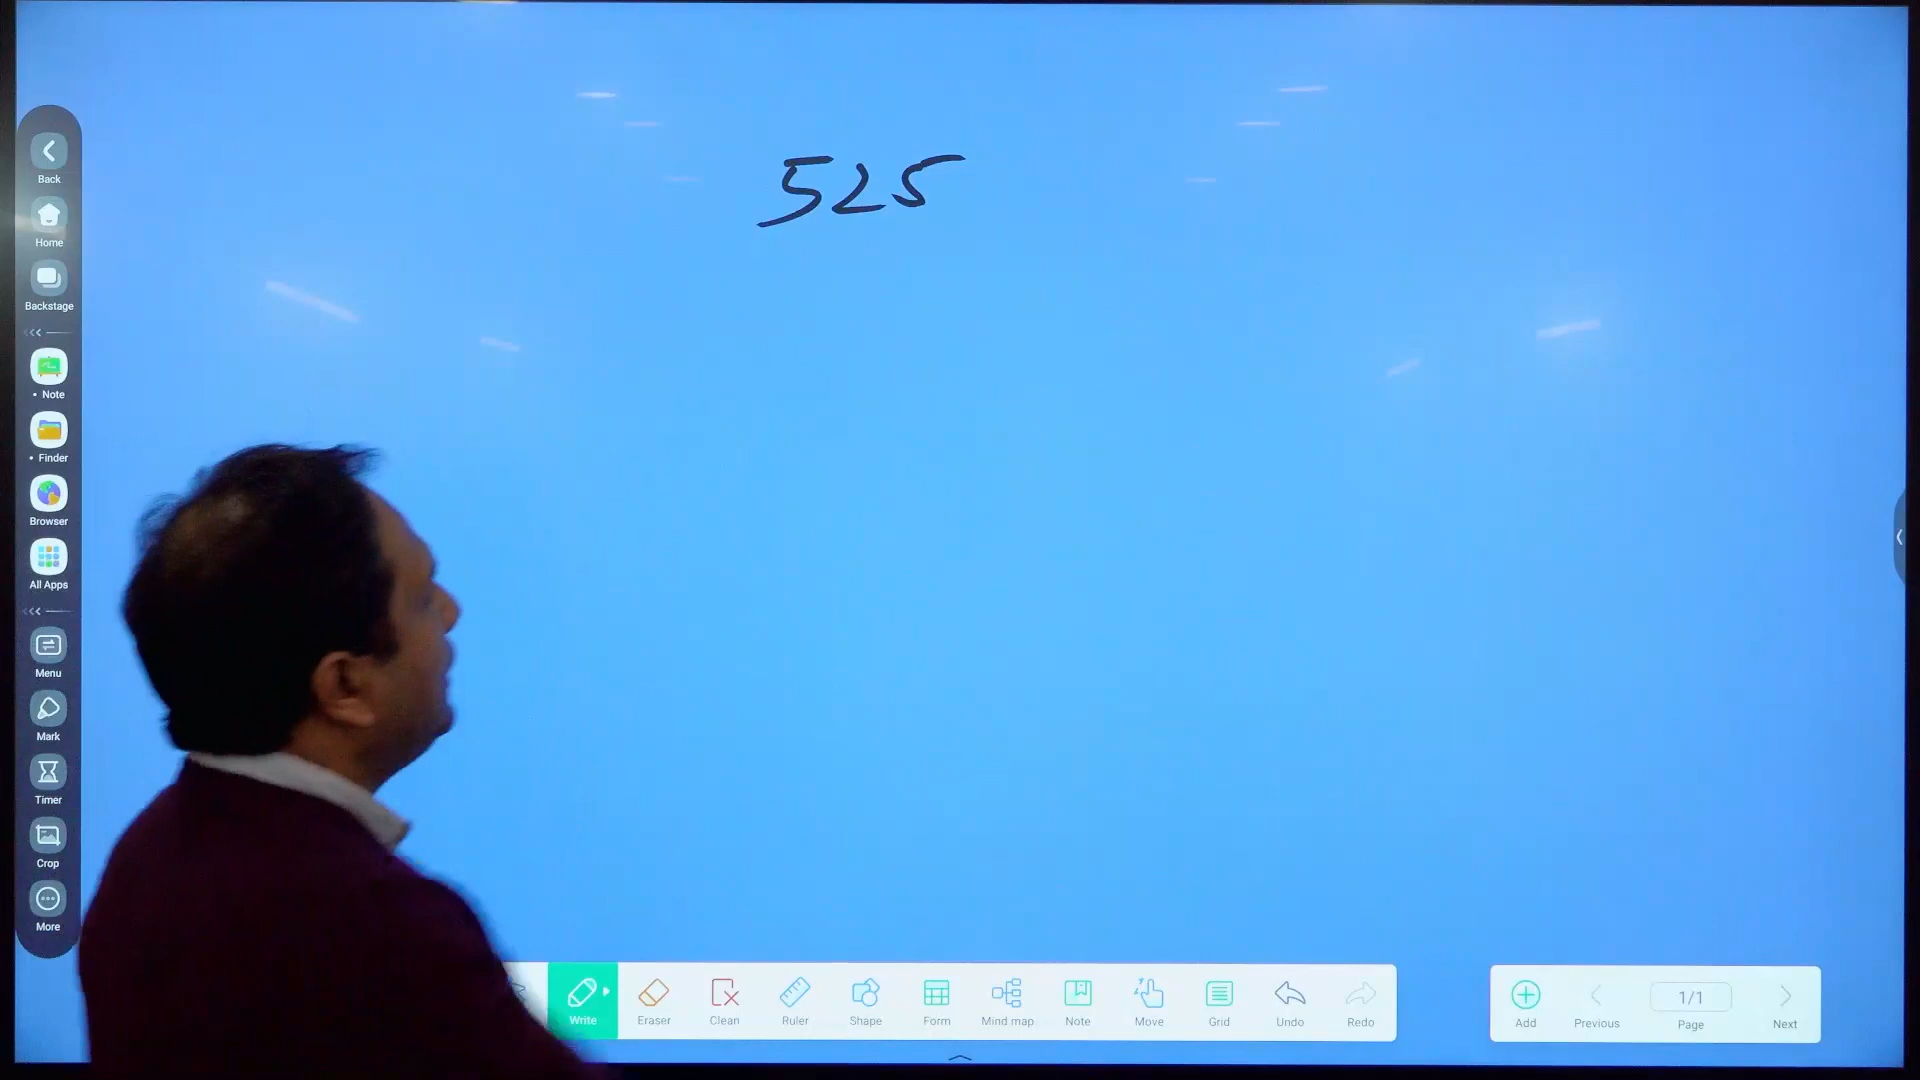 525
Back
Home
Backstage
Note
Finder
Browser
All Apps
Menu
Mark
Timer
Crop
More
Write Eraser Clean Ruler Shape Form Mind map Note Move Grid Undo Redo
Add Previous 1/1 Page Next